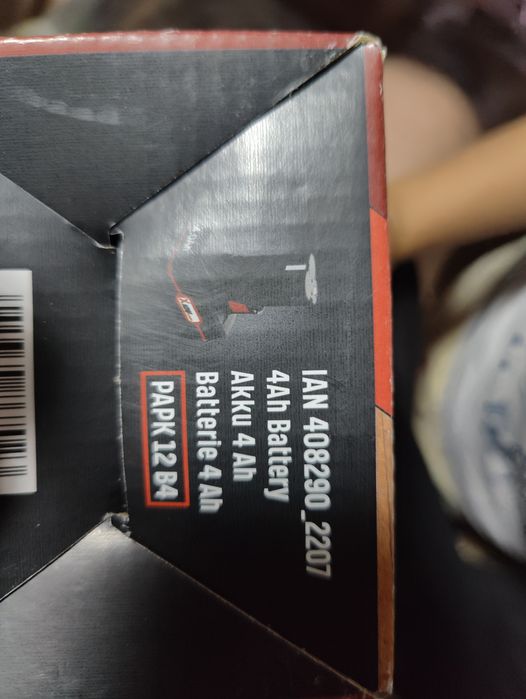 IAN 408290_2207
4Ah Battery
Akku 4 Ah
Batterie 4 Ah
PAPK 12 B4